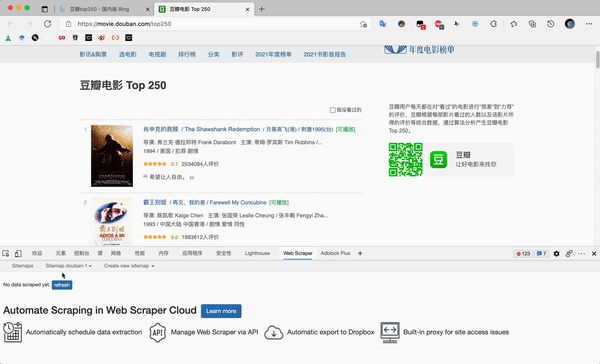 豆瓣top250 - 国内版 Bing
豆瓣电影 Top 250
https://movie.douban.com/top250
影讯&购票 选电影 电视剧 排行榜 分类 影评 2021年度榜单 2021书影音报告
年度电影榜单
豆瓣电影 Top 250
我没看过的
1
肖申克的救赎 / The Shawshank Redemption / 月黑高飞(港) / 刺激1995(台) [可播放]
导演: 弗兰克·德拉邦特 Frank Darabont 主演: 蒂姆·罗宾斯 Tim Robbins /...
1994 / 美国 / 犯罪 剧情
9.7 2534084人评价
希望让人自由。
2
霸王别姬 / 再见，我的妾 / Farewell My Concubine [可播放]
导演: 陈凯歌 Kaige Chen 主演: 张国荣 Leslie Cheung / 张丰毅 Fengyi Zha...
1993 / 中国大陆 中国香港 / 剧情 爱情 同性
9.6 1883612人评价
豆瓣用户每天都在对“看过”的电影进行“很差”到“力荐”
的评价，豆瓣根据每部影片看过的人数以及该影片所
得的评价等综合数据，通过算法分析产生豆瓣电影
Top 250。
豆瓣
让好电影来找你
欢迎 元素 控制台 源 网络 性能 内存 应用程序 安全性 Lighthouse Web Scraper Adblock Plus
123 7
Sitemaps Sitemap douban-1 Create new sitemap
No data scraped yet. refresh
Automate Scraping in Web Scraper Cloud Learn more
Automatically schedule data extraction
API Manage Web Scraper via API
Automatic export to Dropbox
Built-in proxy for site access issues